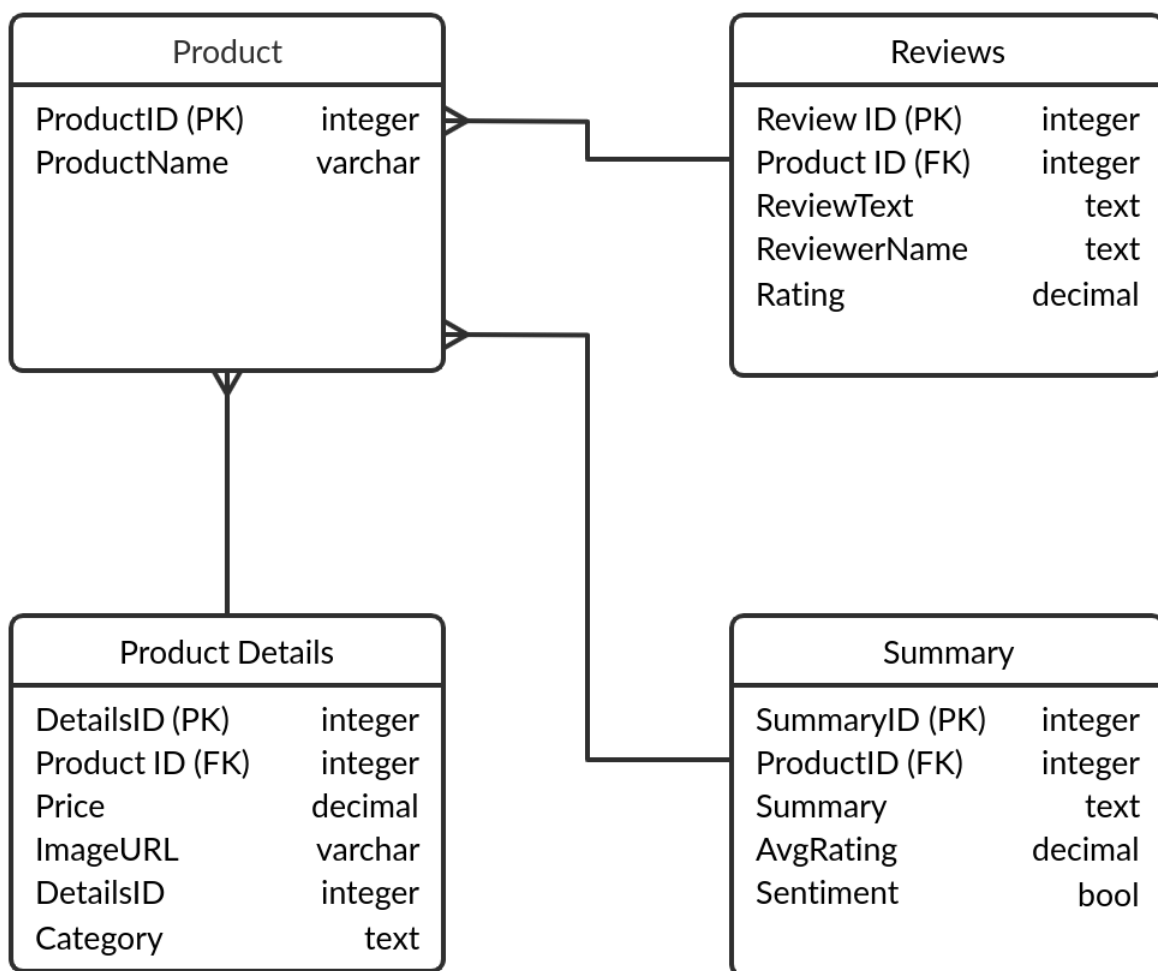 Product
ProductID (PK) integer
ProductName varchar
Reviews
Review ID (PK) integer
Product ID (FK) integer
ReviewText text
ReviewerName text
Rating decimal
Product Details
DetailsID (PK) integer
Product ID (FK) integer
Price decimal
ImageURL varchar
DetailsID integer
Category text
Summary
SummaryID (PK) integer
ProductID (FK) integer
Summary text
AvgRating decimal
Sentiment bool